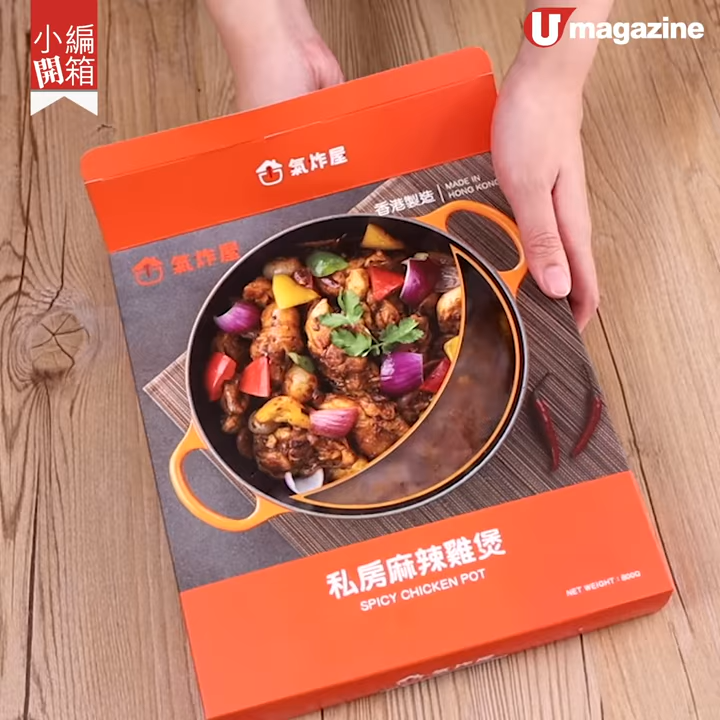 小編
開箱
U magazine
氣炸屋
香港製造 | MADE IN
HONG KONG
氣炸屋
私房麻辣雞煲
SPICY CHICKEN POT
NET WEIGHT : 800G